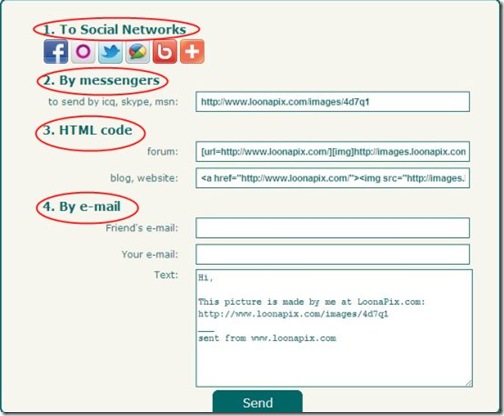 1. To Social Networks
2. By messengers
to send by icq, skype, msn: http://www.loonapix.com/images/4d7q1
3. HTML code
forum: [url=http://www.loonapix.com/][img]http://images.loonapix.com
blog, website: <a href="http://www.loonapix.com/"><img src="http://images.
4. By e-mail
Friend's e-mail:
Your e-mail:
Text: Hi,
This picture is made by me at LoonaPix.com:
http://www.loonapix.com/images/4d7q1
___
sent from www.loonapix.com
Send